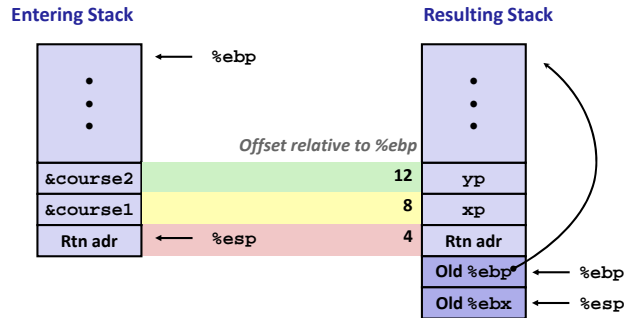 Entering Stack
Resulting Stack
%ebp
Offset relative to %ebp
&course2
12
yp
&course1
8
xp
Rtn adr
%esp
4
Rtn adr
Old %ebp
%ebp
Old %ebx
%esp